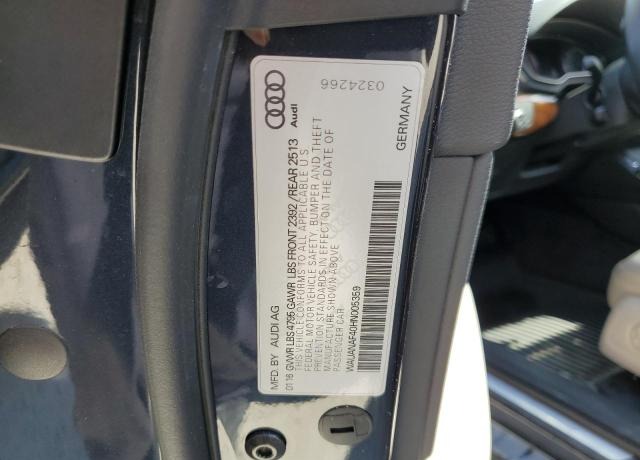 MFD. BY AUDI AG
01 16 GVWR LBS 4795 GAWR LBS FRONT 2392 / REAR 2513
THIS VEHICLE CONFORMS TO ALL APPLICABLE U S
FEDERAL MOTOR VEHICLE SAFETY, BUMPER AND THEFT
PREVENTION STANDARDS IN EFFECT ON THE DATE OF
MANUFACTURE SHOWN ABOVE
PASSENGER CAR
WAUANAF40HN005359
GERMANY
Audi
0324266